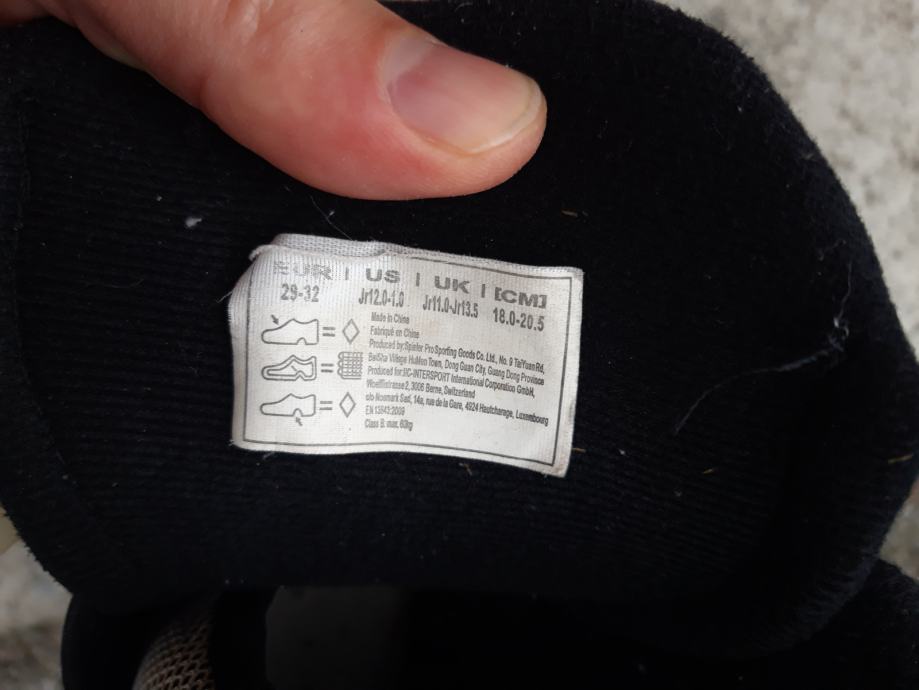 EUR | US | UK | [CM]
29-32 Jr12.0-1.0 Jr11.0-Jr13.5 18.0-20.5
Made in China
Fabriqué en Chine
Produced by: Sprinter Pro Sporting Goods Co. Ltd., No. 9 TaiYuan Rd,
BaiSha Village HuMen Town, Dong Guan City, Guang Dong Province
Produced for: IIC-INTERSPORT International Corporation GmbH,
Woelflistrasse 2, 3006 Berne, Switzerland
c/o Nosmark Sarl, 14a, rue de la Gare, 4924 Hautcharage, Luxembourg
EN 13843:2009
Class B: max. 60kg